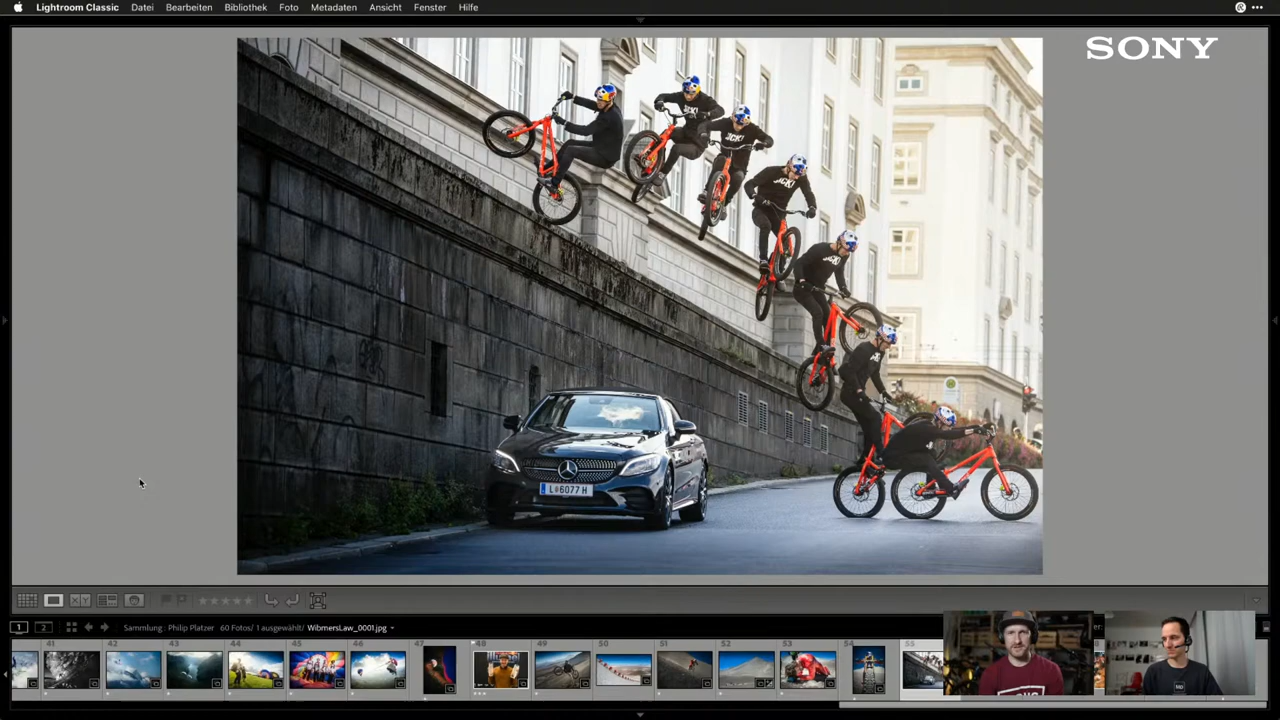 Lightroom Classic Datei Bearbeiten Bibliothek Foto Metadaten Ansicht Fenster Hilfe
SONY
L 6077 H
1 2 Sammlung : Philip Platzer 60 Fotos/ 1 ausgewählt/ WibmersLaw_0001.jpg
41 42 43 44 45 46 47 48 49 50 51 52 53 54 55